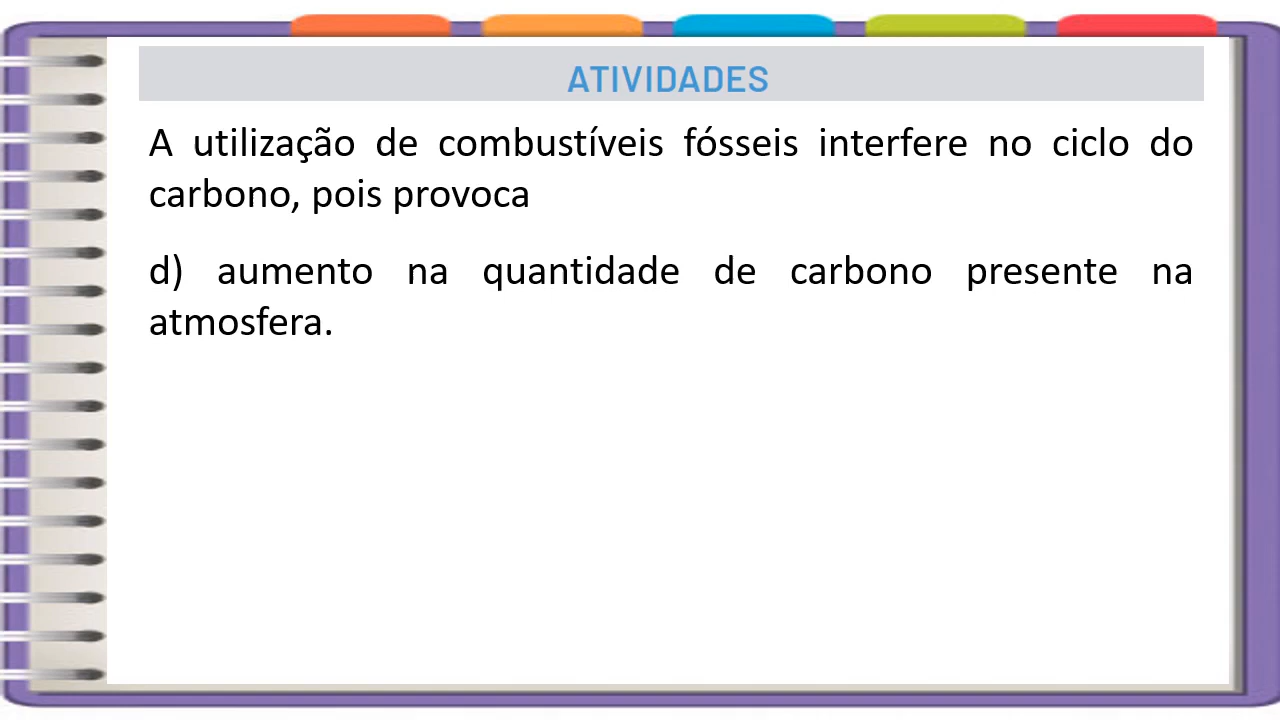 ATIVIDADES
A utilização de combustíveis fósseis interfere no ciclo do
carbono, pois provoca
d) aumento na quantidade de carbono presente na
atmosfera.